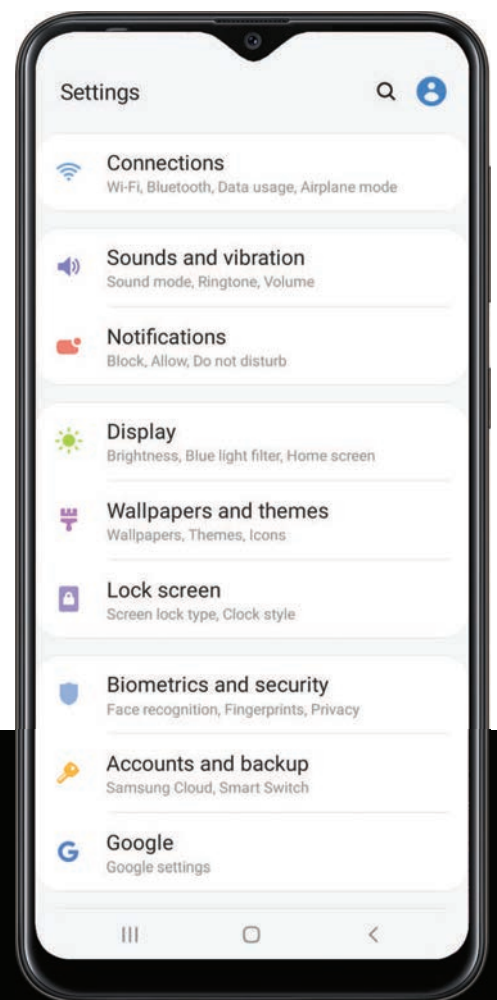 Settings
Connections
Wi-Fi, Bluetooth, Data usage, Airplane mode
Sounds and vibration
Sound mode, Ringtone, Volume
Notifications
Block, Allow, Do not disturb
Display
Brightness, Blue light filter, Home screen
Wallpapers and themes
Wallpapers, Themes, Icons
Lock screen
Screen lock type, Clock style
Biometrics and security
Face recognition, Fingerprints, Privacy
Accounts and backup
Samsung Cloud, Smart Switch
Google
Google settings